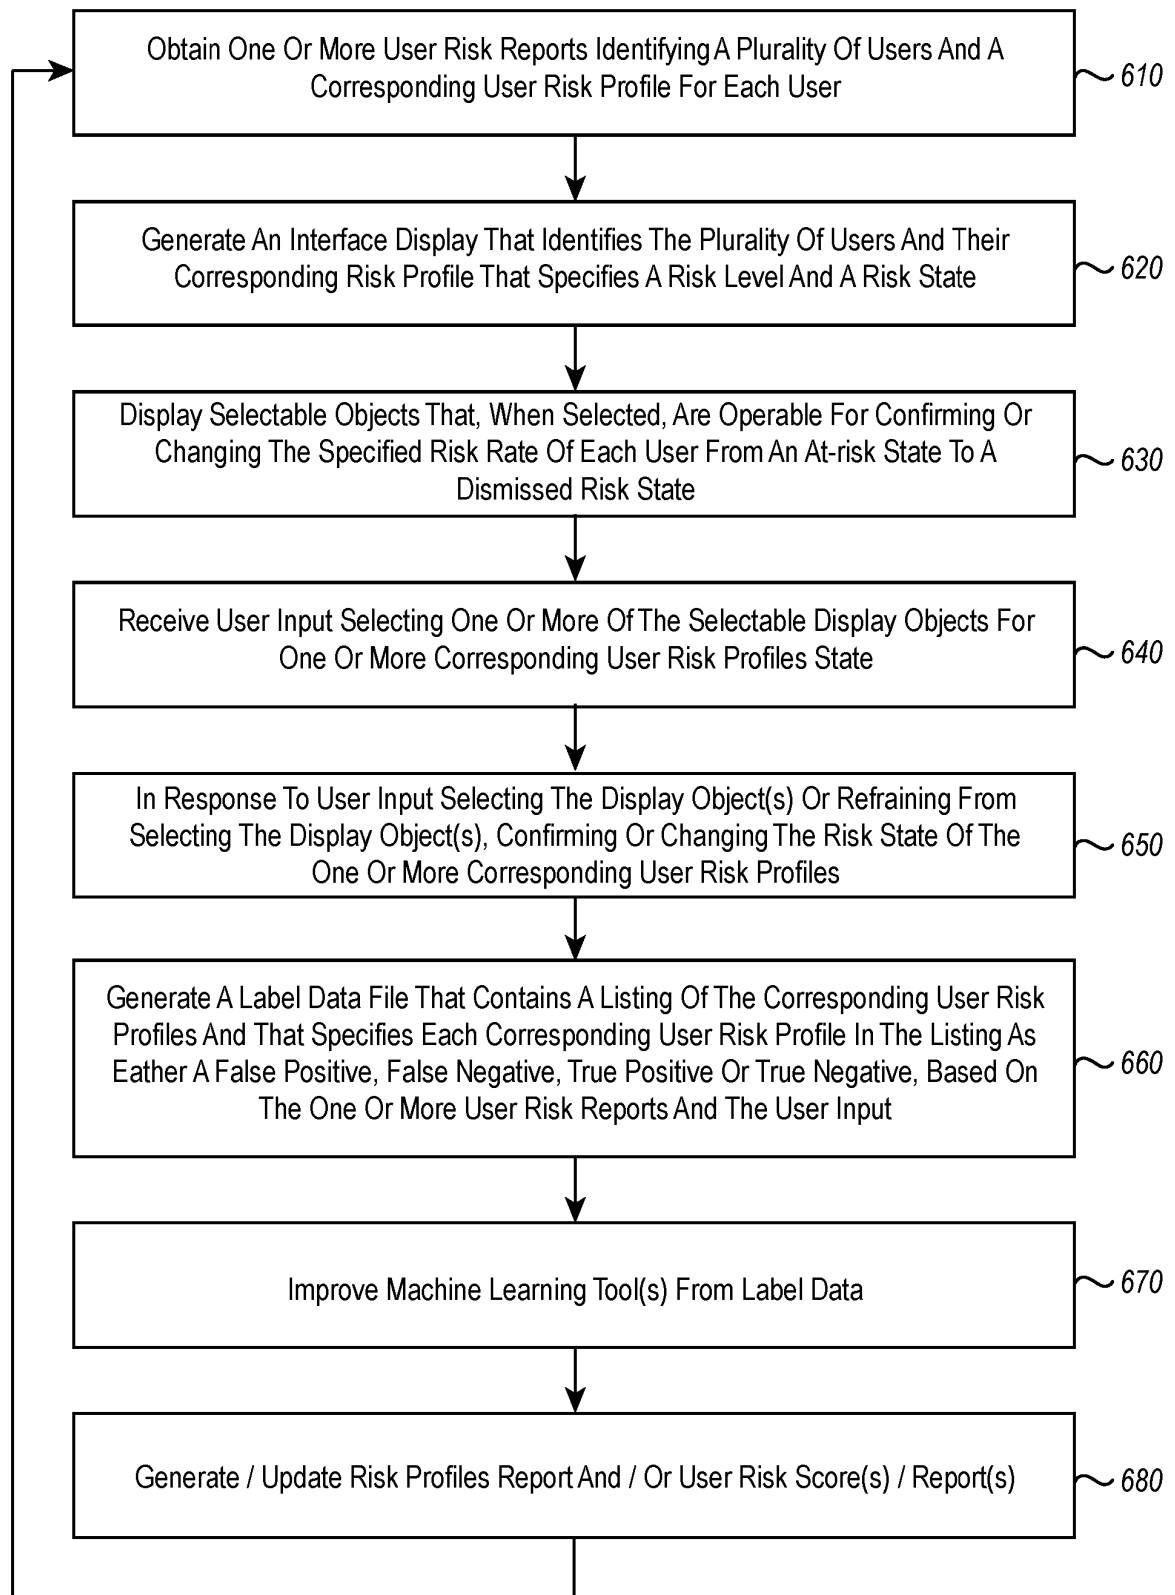 Obtain One Or More User Risk Reports Identifying A Plurality Of Users And A
Corresponding User Risk Profile For Each User
610
Generate An Interface Display That Identifies The Plurality Of Users And Their
Corresponding Risk Profile That Specifies A Risk Level And A Risk State
620
Display Selectable Objects That, When Selected, Are Operable For Confirming Or
Changing The Specified Risk Rate Of Each User From An At-risk State To A
Dismissed Risk State
630
Receive User Input Selecting One Or More Of The Selectable Display Objects For
One Or More Corresponding User Risk Profiles State
640
In Response To User Input Selecting The Display Object(s) Or Refraining From
Selecting The Display Object(s), Confirming Or Changing The Risk State Of The
One Or More Corresponding User Risk Profiles
650
Generate A Label Data File That Contains A Listing Of The Corresponding User Risk
Profiles And That Specifies Each Corresponding User Risk Profile In The Listing As
Eather A False Positive, False Negative, True Positive Or True Negative, Based On
The One Or More User Risk Reports And The User Input
660
Improve Machine Learning Tool(s) From Label Data
670
Generate / Update Risk Profiles Report And / Or User Risk Score(s) / Report(s)
680